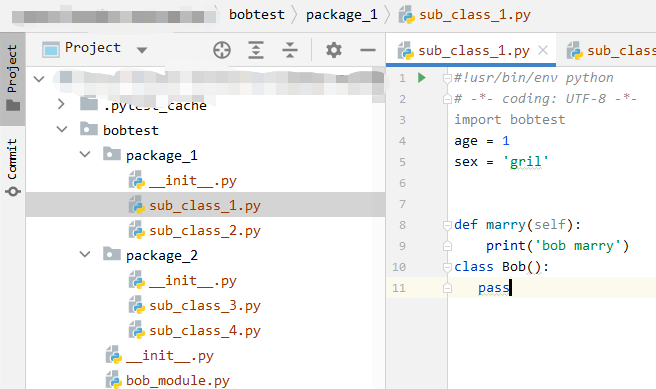 bobtest package_1 sub_class_1.py
Project
Project
Commit
.pytest_cache
bobtest
package_1
__init__.py
sub_class_1.py
sub_class_2.py
package_2
__init__.py
sub_class_3.py
sub_class_4.py
__init__.py
bob_module.py
sub_class_1.py sub_class
1 #!usr/bin/env python
2 # -*- coding: UTF-8 -*-
3 import bobtest
4 age = 1
5 sex = 'gril'
6
7
8 def marry(self):
9 print('bob marry')
10 class Bob():
11 pass